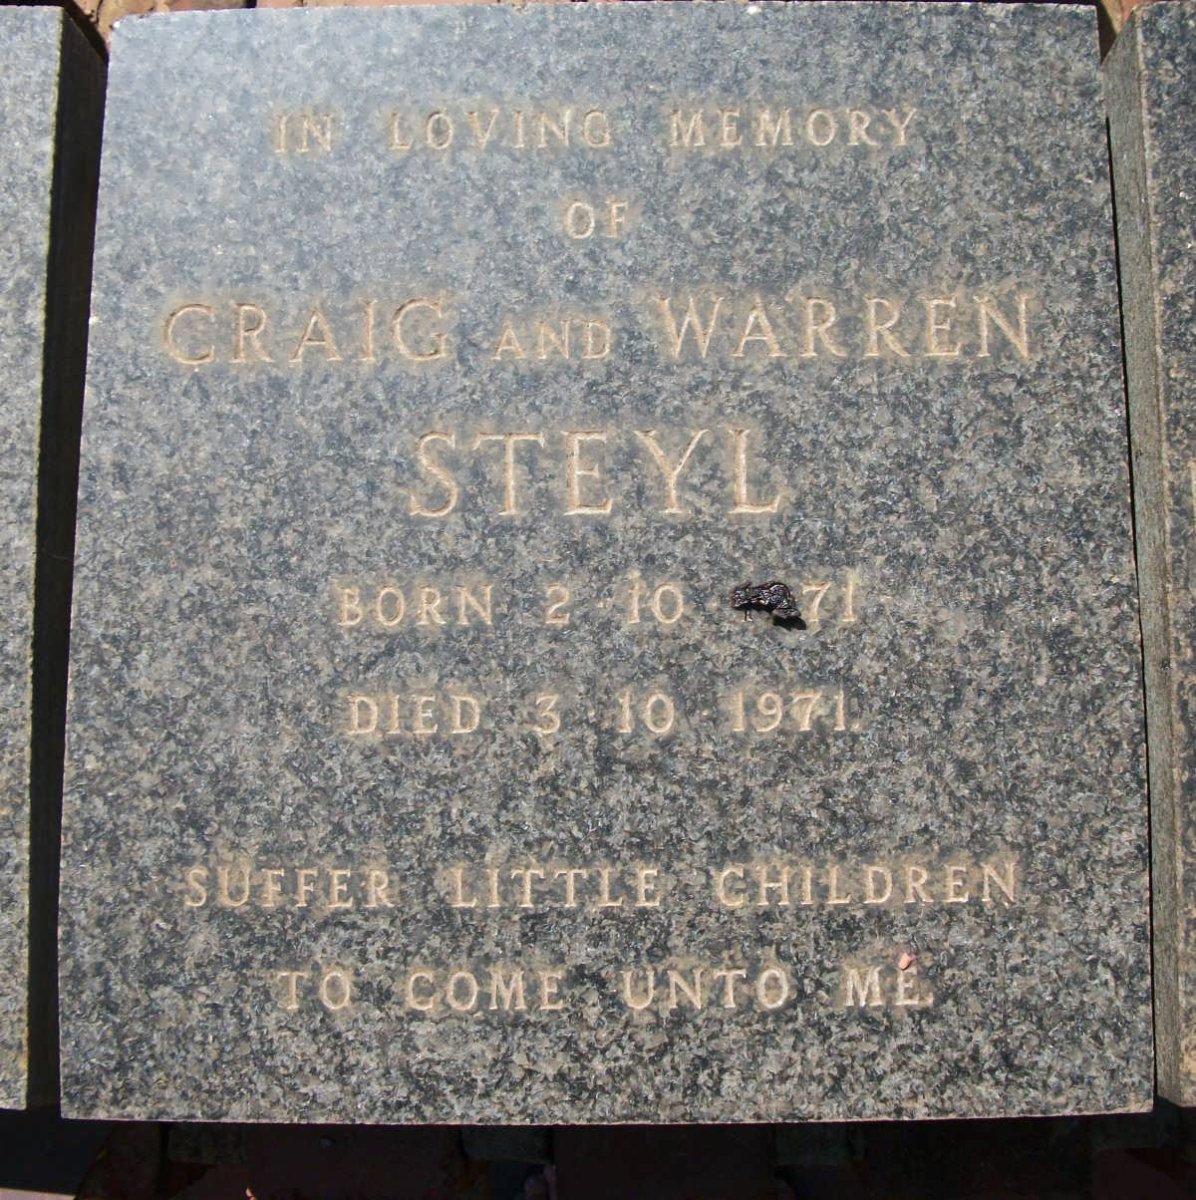 IN LOVING MEMORY
OF
CRAIG AND WARREN
STEYL
BORN 2 · 10 · 1971.
DIED 3 · 10 · 1971.
SUFFER LITTLE CHILDREN
TO COME UNTO ME.